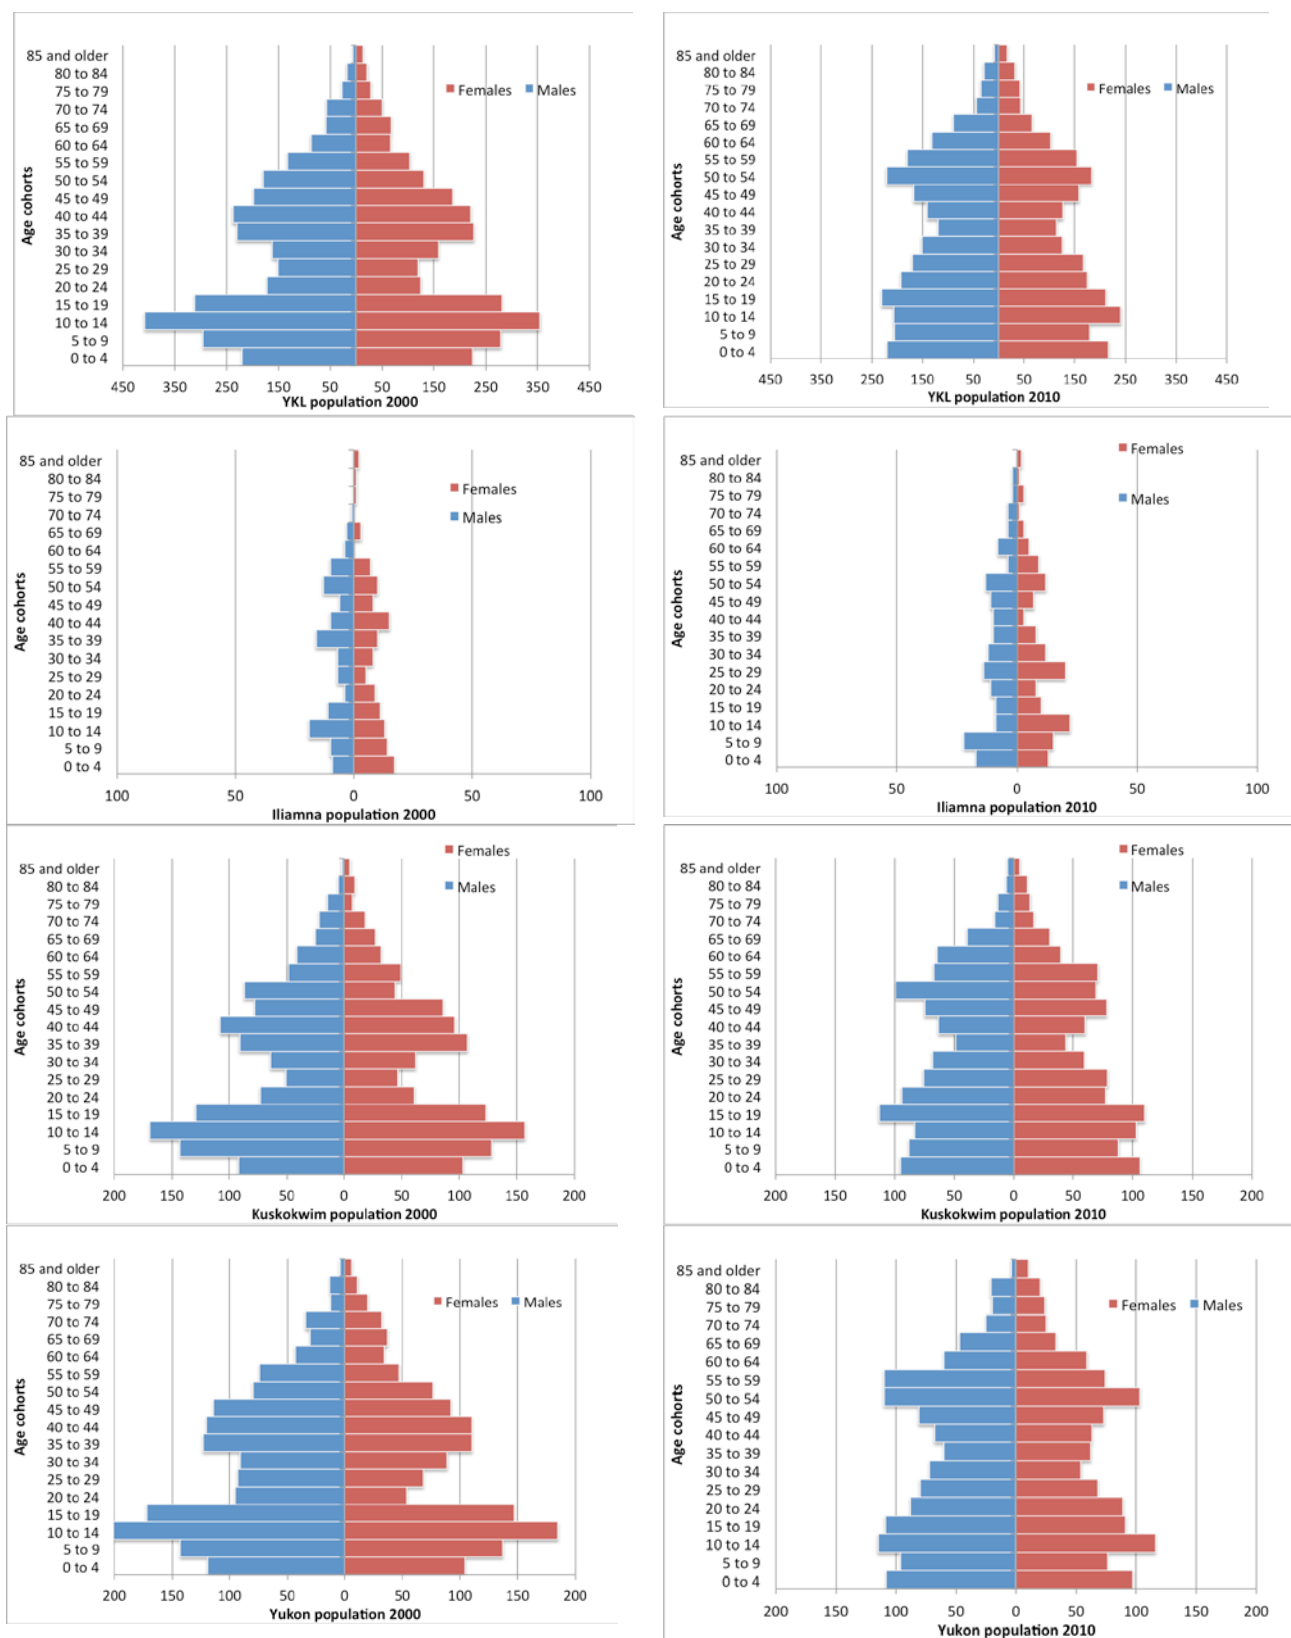 85 and older
80 to 84
75 to 79
70 to 74
65 to 69
60 to 64
55 to 59
50 to 54
45 to 49
40 to 44
35 to 39
30 to 34
25 to 29
20 to 24
15 to 19
10 to 14
5 to 9
0 to 4
Age cohorts
Females Males
450 350 250 150 50 50 150 250 350 450
YKL population 2000
85 and older
80 to 84
75 to 79
70 to 74
65 to 69
60 to 64
55 to 59
50 to 54
45 to 49
40 to 44
35 to 39
30 to 34
25 to 29
20 to 24
15 to 19
10 to 14
5 to 9
0 to 4
Age cohorts
Females Males
450 350 250 150 50 50 150 250 350 450
YKL population 2010
85 and older
80 to 84
75 to 79
70 to 74
65 to 69
60 to 64
55 to 59
50 to 54
45 to 49
40 to 44
35 to 39
30 to 34
25 to 29
20 to 24
15 to 19
10 to 14
5 to 9
0 to 4
Age cohorts
Females
Males
100 50 0 50 100
Iliamna population 2000
85 and older
80 to 84
75 to 79
70 to 74
65 to 69
60 to 64
55 to 59
50 to 54
45 to 49
40 to 44
35 to 39
30 to 34
25 to 29
20 to 24
15 to 19
10 to 14
5 to 9
0 to 4
Age cohorts
Females
Males
100 50 0 50 100
Iliamna population 2010
85 and older
80 to 84
75 to 79
70 to 74
65 to 69
60 to 64
55 to 59
50 to 54
45 to 49
40 to 44
35 to 39
30 to 34
25 to 29
20 to 24
15 to 19
10 to 14
5 to 9
0 to 4
Age cohorts
Females
Males
200 150 100 50 0 50 100 150 200
Kuskokwim population 2000
85 and older
80 to 84
75 to 79
70 to 74
65 to 69
60 to 64
55 to 59
50 to 54
45 to 49
40 to 44
35 to 39
30 to 34
25 to 29
20 to 24
15 to 19
10 to 14
5 to 9
0 to 4
Age cohorts
Females
Males
200 150 100 50 0 50 100 150 200
Kuskokwim population 2010
85 and older
80 to 84
75 to 79
70 to 74
65 to 69
60 to 64
55 to 59
50 to 54
45 to 49
40 to 44
35 to 39
30 to 34
25 to 29
20 to 24
15 to 19
10 to 14
5 to 9
0 to 4
Age cohorts
Females Males
200 150 100 50 0 50 100 150 200
Yukon population 2000
85 and older
80 to 84
75 to 79
70 to 74
65 to 69
60 to 64
55 to 59
50 to 54
45 to 49
40 to 44
35 to 39
30 to 34
25 to 29
20 to 24
15 to 19
10 to 14
5 to 9
0 to 4
Age cohorts
Females Males
200 150 100 50 0 50 100 150 200
Yukon population 2010